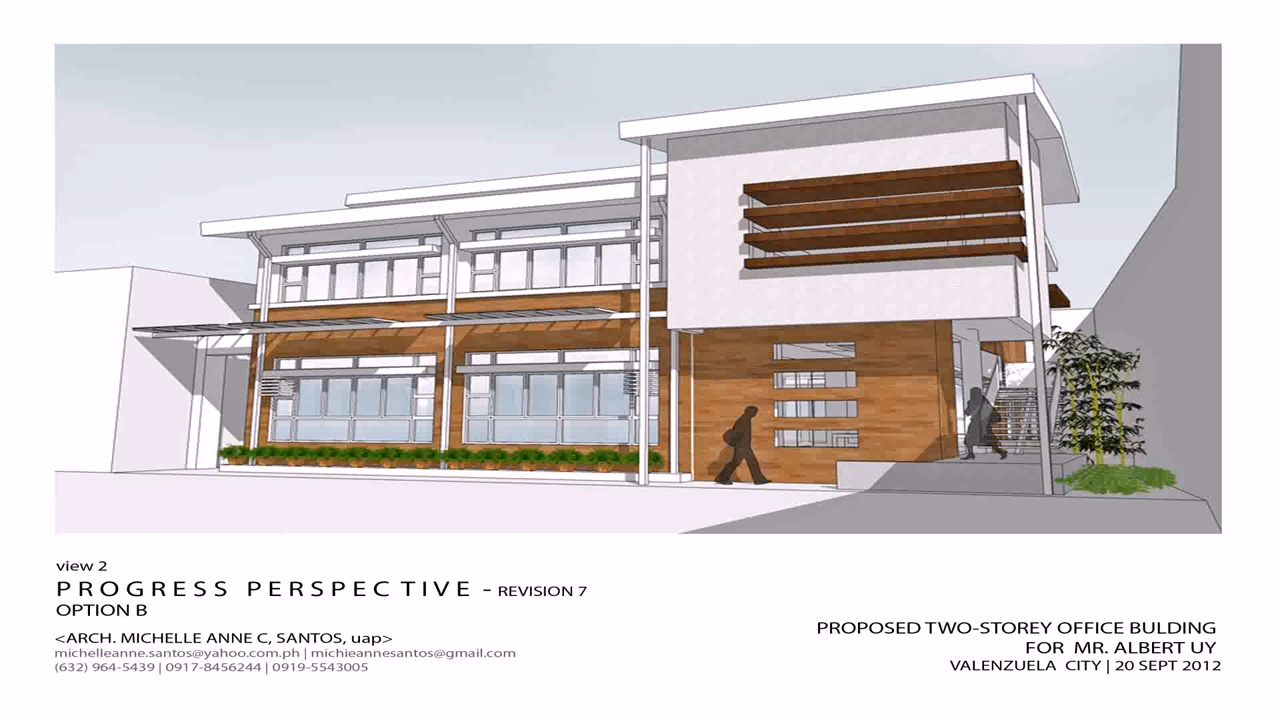 view 2
PROGRESS PERSPECTIVE - REVISION 7
OPTION B
<ARCH. MICHELLE ANNE C, SANTOS, uap>
michelleanne.santos@yahoo.com.ph | michieannesantos@gmail.com
(632) 964-5439 | 0917-8456244 | 0919-5543005
PROPOSED TWO-STOREY OFFICE BULDING
FOR MR. ALBERT UY
VALENZUELA CITY | 20 SEPT 2012